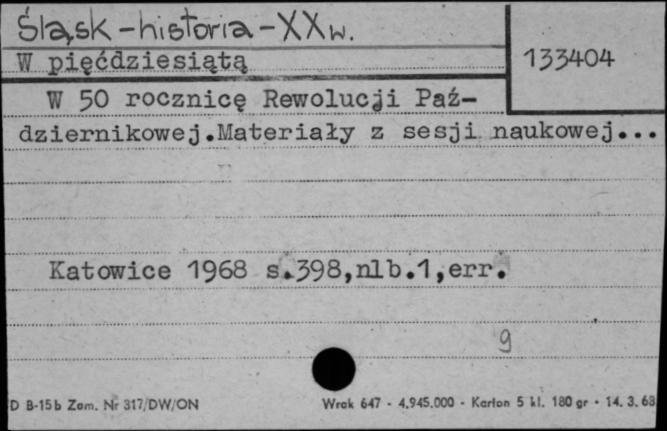 Śląsk-historia-XXw.
W pięćdziesiątą
133404
W 50 rocznicę Rewolucji Paź-
dziernikowej.Materiały z sesji naukowej...
Katowice 1968 s.398,nlb.1,err.
9
D B-15b Zam. Nr 317/DW/ON
Wrak 647 - 4.945.000 - Karton 5 kl. 180 gr - 14. 3. 68